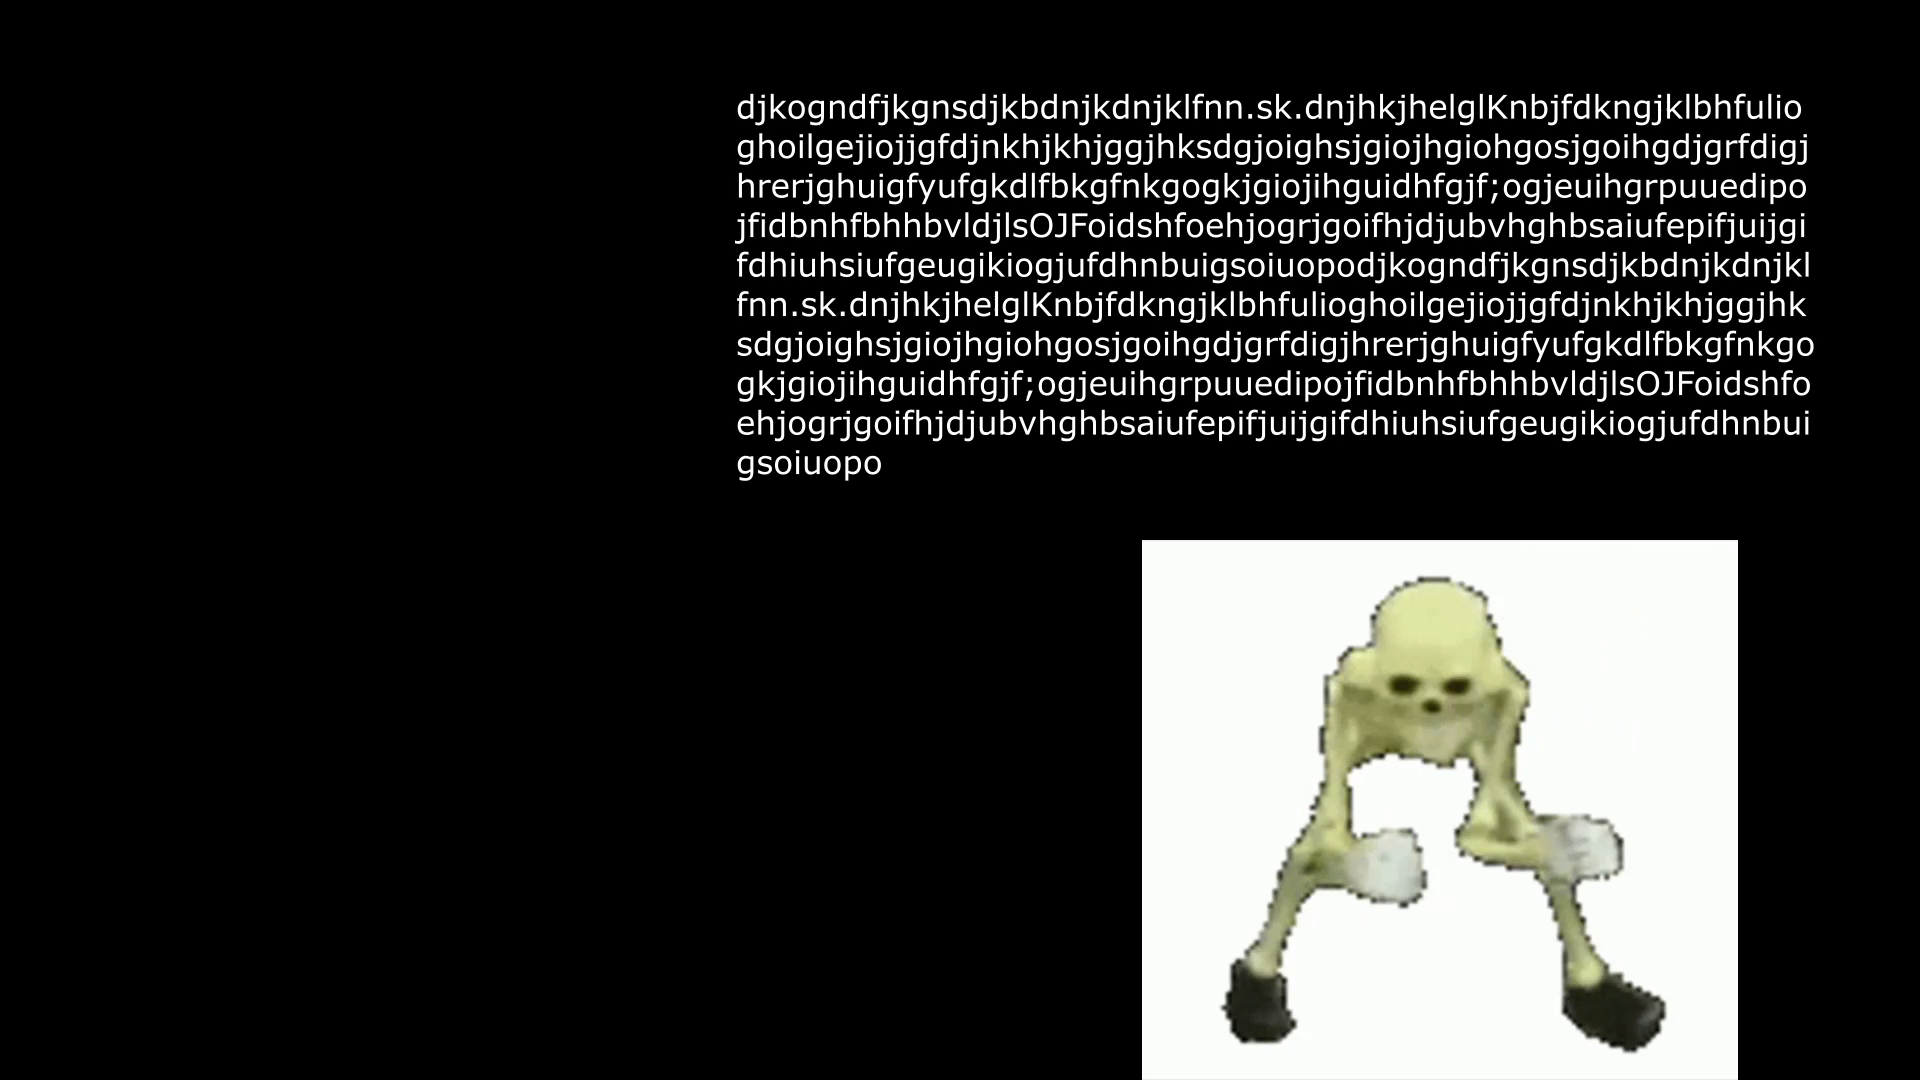 djkogndfjkgnsdjkbdnjkdnjklfnn.sk.dnjhkjhelglKnbjfdkngjklbhfulio
ghoilgejiojjgfdjnkhjkhjggjhksdgjoighsjgiojhgiohgosjgoihgdjgrfdigj
hrerjghuigfyufgkdlfbkgfnkgogkjgiojihguidhfgjf;ogjeuihgrpuuedipo
jfidbnhfbhhbvldjlsOJFoidshfoehjogrjgoifhjdjubvhghbsaiufepifjuijgi
fdhiuhsiufgeugikiogjufdhnbuigsoiuopodjkogndfjkgnsdjkbdnjkdnjkl
fnn.sk.dnjhkjhelglKnbjfdkngjklbhfulioghoilgejiojjgfdjnkhjkhjggjhk
sdgjoighsjgiojhgiohgosjgoihgdjgrfdigjhrerjghuigfyufgkdlfbkgfnkgo
gkjgiojihguidhfgjf;ogjeuihgrpuuedipojfidbnhfbhhbvldjlsOJFoidshfo
ehjogrjgoifhjdjubvhghbsaiufepifjuijgifdhiuhsiufgeugikiogjufdhnbui
gsoiuopo